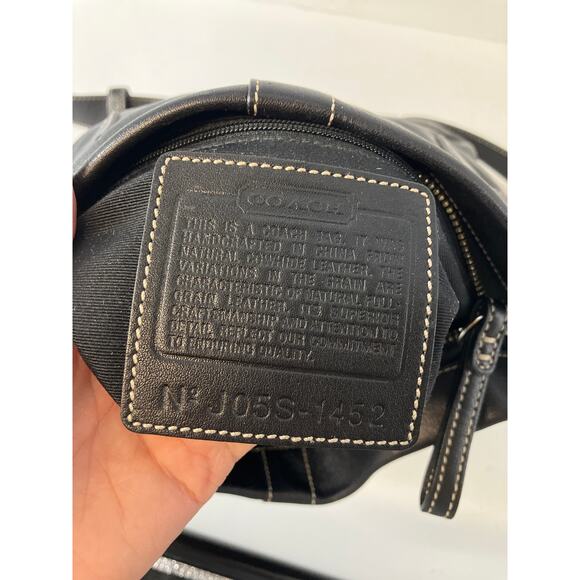 COACH
THIS IS A COACH BAG. IT WAS
HANDCRAFTED IN CHINA FROM
NATURAL COWHIDE LEATHER. THE
VARIATIONS IN THE GRAIN ARE
CHARACTERISTIC OF NATURAL FULL
GRAIN LEATHER. ITS SUPERIOR
CRAFTSMANSHIP AND ATTENTION TO
DETAIL REFLECT OUR COMMITMENT
TO ENDURING QUALITY.
Nº J05S-1452